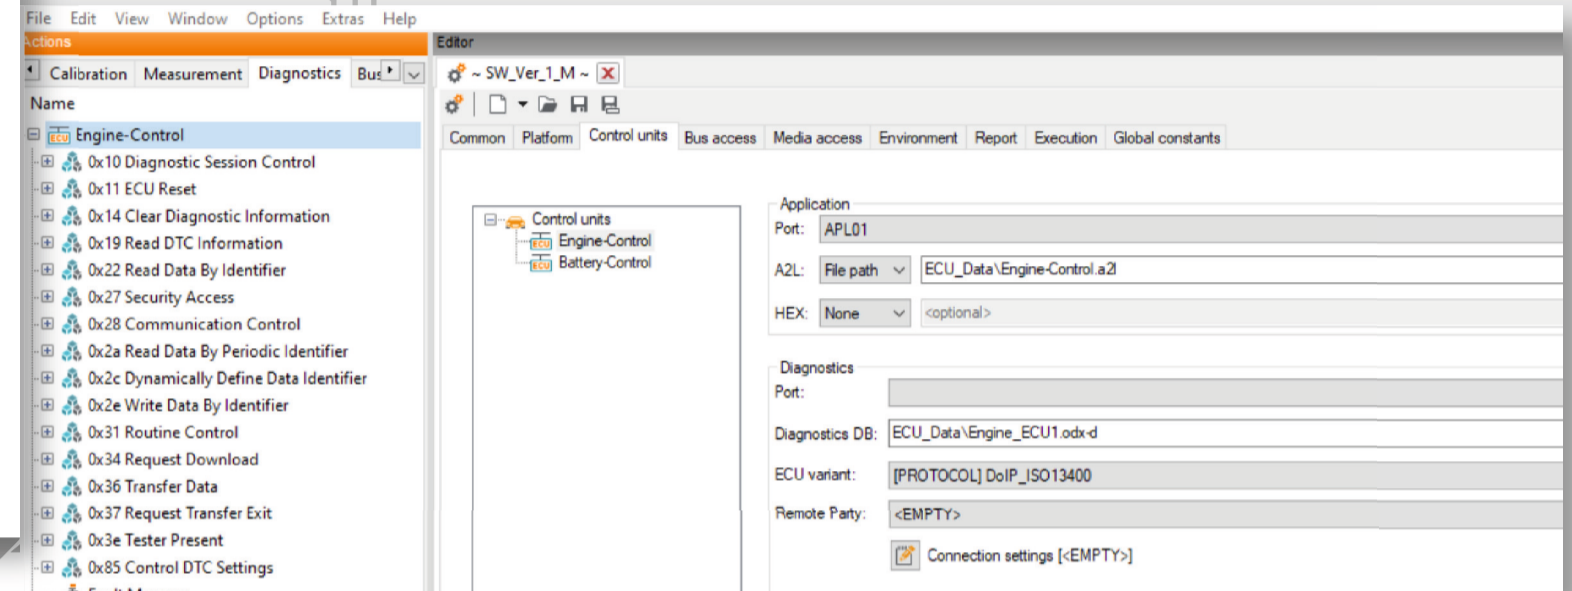 File Edit View Window Options Extras Help
Actions
Editor
Calibration Measurement Diagnostics Bus
~ SW_Ver_1_M ~
Name
Common Platform Control units Bus access Media access Environment Report Execution Global constants
Engine-Control
0x10 Diagnostic Session Control
0x11 ECU Reset
0x14 Clear Diagnostic Information
0x19 Read DTC Information
0x22 Read Data By Identifier
0x27 Security Access
0x28 Communication Control
0x2a Read Data By Periodic Identifier
0x2c Dynamically Define Data Identifier
0x2e Write Data By Identifier
0x31 Routine Control
0x34 Request Download
0x36 Transfer Data
0x37 Request Transfer Exit
0x3e Tester Present
0x85 Control DTC Settings
Control units
ECU Engine-Control
ECU Battery-Control
Application
Port: APL01
A2L: File path ECU_Data\Engine-Control.a2l
HEX: None <optional>
Diagnostics
Port:
Diagnostics DB: ECU_Data\Engine_ECU1.odx-d
ECU variant: [PROTOCOL] DoIP_ISO13400
Remote Party: <EMPTY>
Connection settings [<EMPTY>]